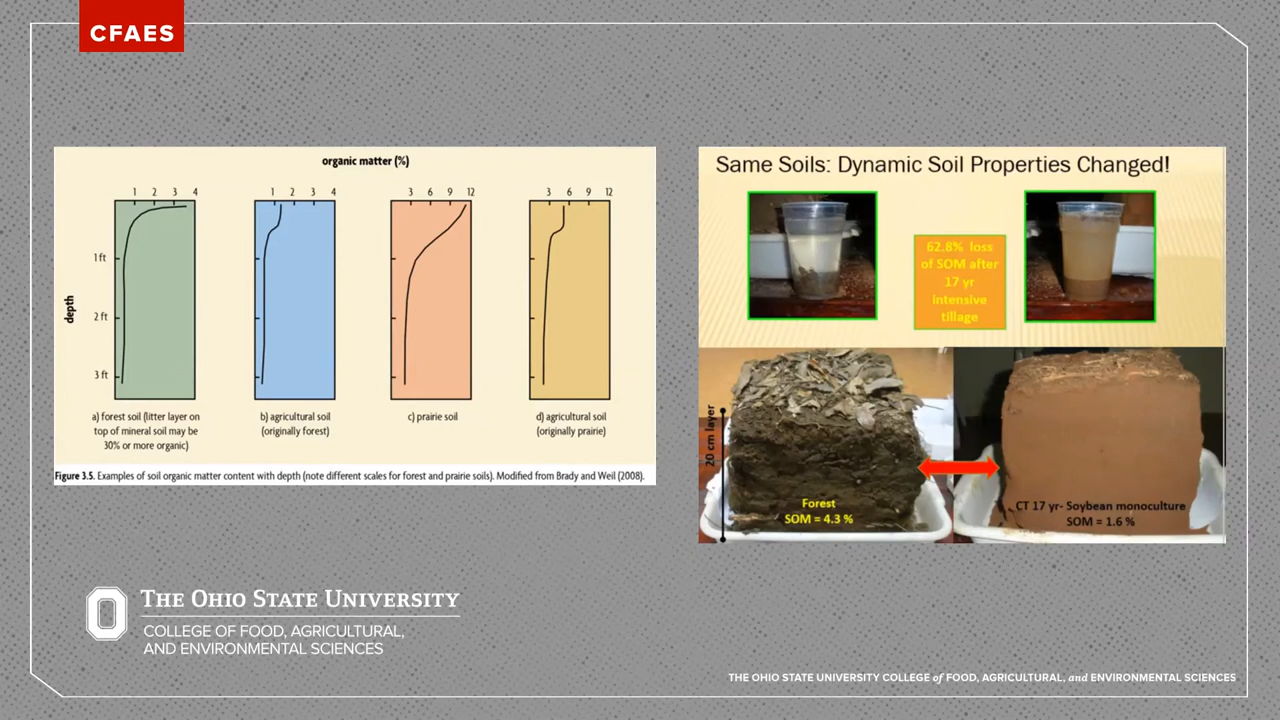 CFAES
organic matter (%)
1 2 3 4
1 2 3 4
3 6 9 12
3 6 9 12
depth
1 ft
2 ft
3 ft
a) forest soil (litter layer on
top of mineral soil may be
30% or more organic)
b) agricultural soil
(originally forest)
c) prairie soil
d) agricultural soil
(originally prairie)
Figure 3.5. Examples of soil organic matter content with depth (note different scales for forest and prairie soils). Modified from Brady and Weil (2008).
Same Soils: Dynamic Soil Properties Changed!
62.8% loss
of SOM after
17 yr
intensive
tillage
20 cm layer
Forest
SOM = 4.3 %
CT 17 yr- Soybean monoculture
SOM = 1.6 %
THE OHIO STATE UNIVERSITY
COLLEGE OF FOOD, AGRICULTURAL,
AND ENVIRONMENTAL SCIENCES
THE OHIO STATE UNIVERSITY COLLEGE of FOOD, AGRICULTURAL, and ENVIRONMENTAL SCIENCES